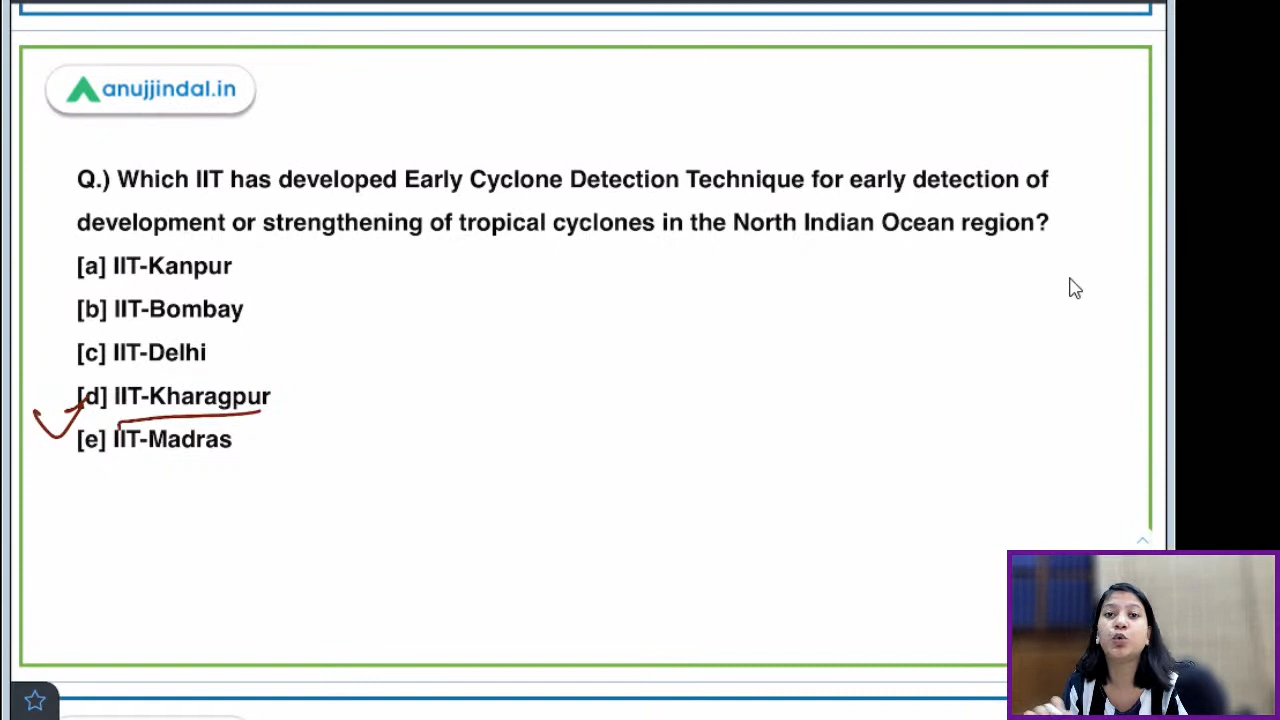 anujjindal.in
Q.) Which IIT has developed Early Cyclone Detection Technique for early detection of
development or strengthening of tropical cyclones in the North Indian Ocean region?
[a] IIT-Kanpur
[b] IIT-Bombay
[c] IIT-Delhi
[d] IIT-Kharagpur
[e] IIT-Madras